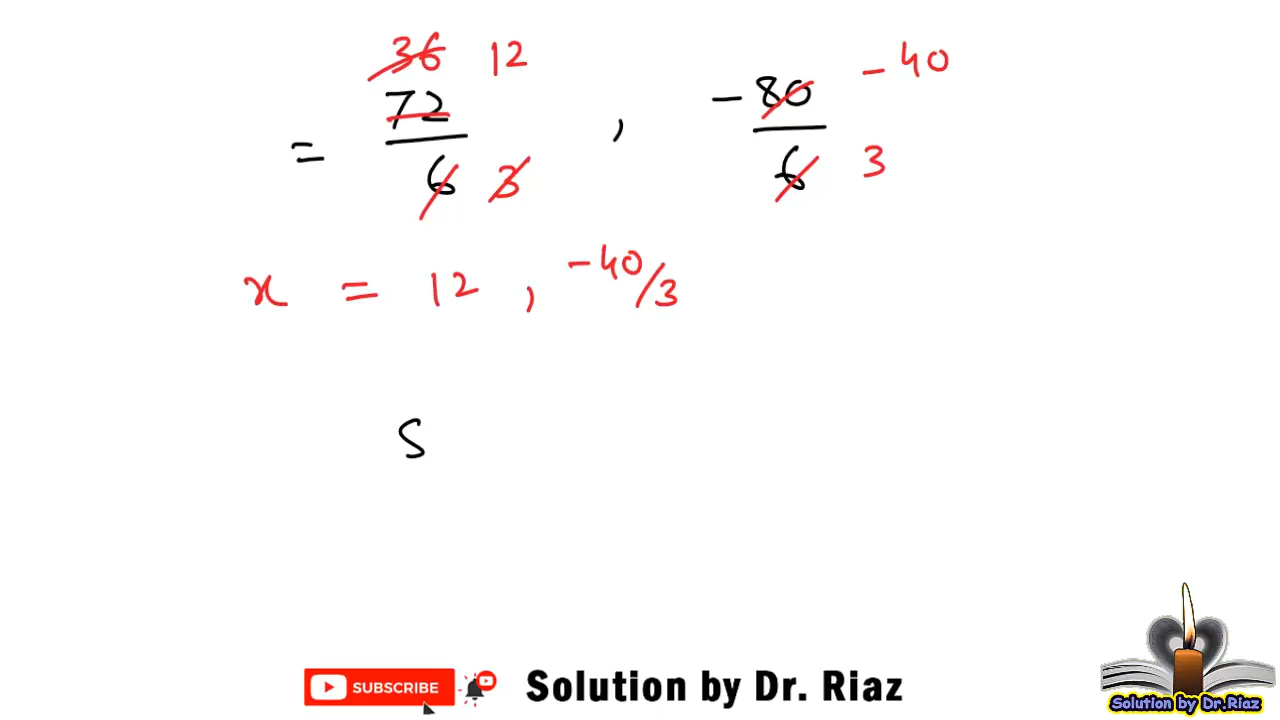 36 12
= 72/6 3 , - 80/6 - 40 3
x = 12 , -40/3
S
SUBSCRIBE Solution by Dr. Riaz
Solution by Dr.Riaz